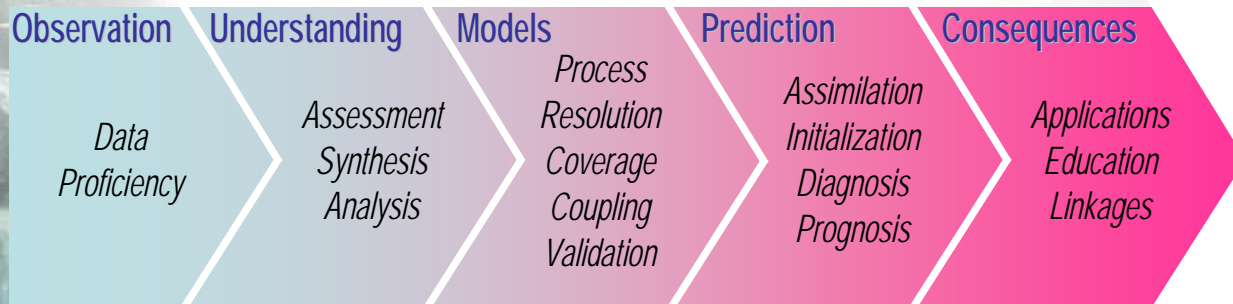 Observation
Data
Proficiency
Understanding
Assessment
Synthesis
Analysis
Models
Process
Resolution
Coverage
Coupling
Validation
Prediction
Assimilation
Initialization
Diagnosis
Prognosis
Consequences
Applications
Education
Linkages